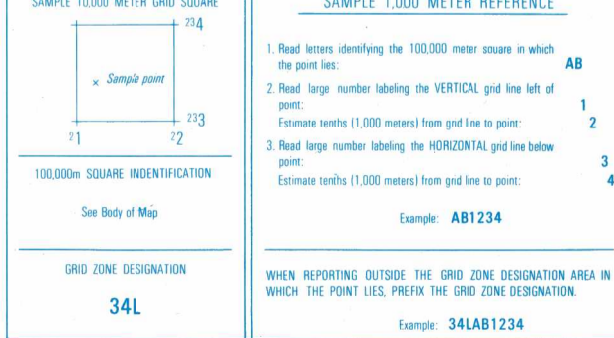 SAMPLE 10,000 METER GRID SQUARE
234
Sample point
233
21
22
100,000m SQUARE INDENTIFICATION
See Body of Map
GRID ZONE DESIGNATION
34L
SAMPLE 1,000 METER REFERENCE
1. Read letters identifying the 100,000 meter square in which
the point lies: AB
2. Read large number labeling the VERTICAL grid line left of
point: 1
Estimate tenths (1,000 meters) from grid line to point: 2
3. Read large number labeling the HORIZONTAL grid line below
point: 3
Estimate tenths (1,000 meters) from grid line to point: 4
Example: AB1234
WHEN REPORTING OUTSIDE THE GRID ZONE DESIGNATION AREA IN
WHICH THE POINT LIES, PREFIX THE GRID ZONE DESIGNATION.
Example: 34LAB1234